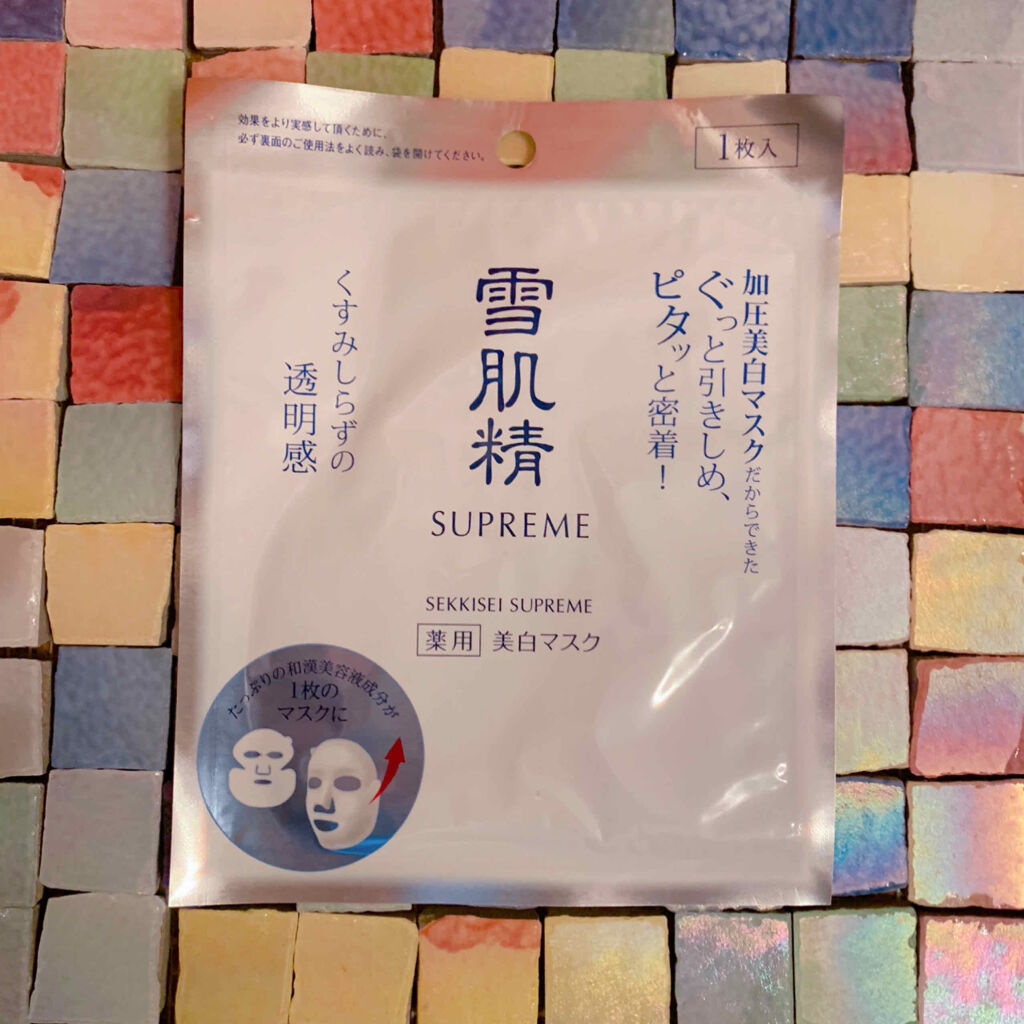 効果をより実感して頂くために、
必ず裏面のご使用法をよく読み、袋を開けてください。
1枚入
加圧美白マスクだからできた
ぐっと引きしめ、
ピタッと密着！
雪肌精
SUPREME
くすみしらずの
透明感
SEKKISEI SUPREME
薬用 美白マスク
たっぷりの和漢美容液成分が
1枚の
マスクに